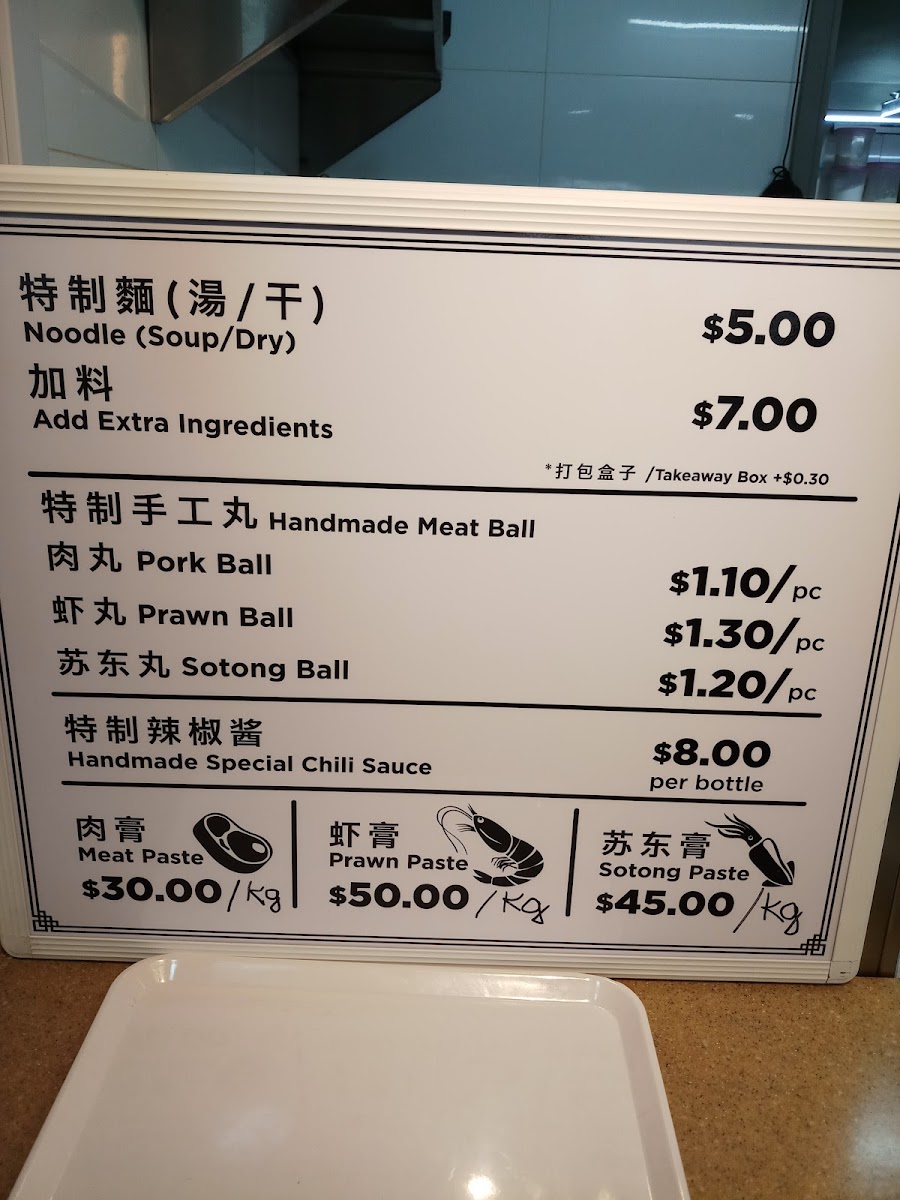 特制麵(湯/干)
Noodle (Soup/Dry)
$5.00
加料
Add Extra Ingredients
$7.00
*打包盒子 /Takeaway Box +$0.30
特制手工丸 Handmade Meat Ball
肉丸 Pork Ball $1.10/pc
虾丸 Prawn Ball $1.30/pc
苏东丸 Sotong Ball $1.20/pc
特制辣椒酱
Handmade Special Chili Sauce
$8.00
per bottle
肉膏
Meat Paste
$30.00/kg
虾膏
Prawn Paste
$50.00/kg
苏东膏
Sotong Paste
$45.00/kg